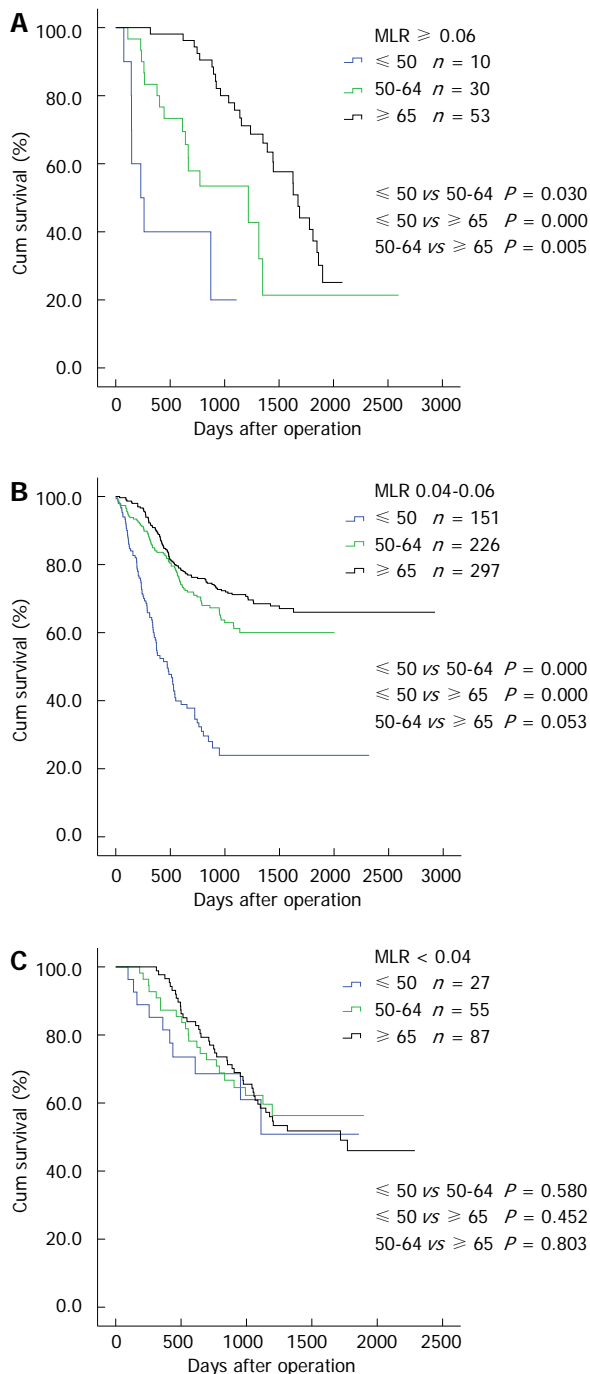 A
MLR ≥ 0.06
≤ 50 n = 10
50-64 n = 30
≥ 65 n = 53
≤ 50 vs 50-64 P = 0.030
≤ 50 vs ≥ 65 P = 0.000
50-64 vs ≥ 65 P = 0.005
Cum survival (%)
100.0
80.0
60.0
40.0
20.0
0.0
0 500 1000 1500 2000 2500 3000
Days after operation
B
MLR 0.04-0.06
≤ 50 n = 151
50-64 n = 226
≥ 65 n = 297
≤ 50 vs 50-64 P = 0.000
≤ 50 vs ≥ 65 P = 0.000
50-64 vs ≥ 65 P = 0.053
Cum survival (%)
100.0
80.0
60.0
40.0
20.0
0.0
0 500 1000 1500 2000 2500 3000
Days after operation
C
MLR < 0.04
≤ 50 n = 27
50-64 n = 55
≥ 65 n = 87
≤ 50 vs 50-64 P = 0.580
≤ 50 vs ≥ 65 P = 0.452
50-64 vs ≥ 65 P = 0.803
Cum survival (%)
100.0
80.0
60.0
40.0
20.0
0.0
0 500 1000 1500 2000 2500
Days after operation